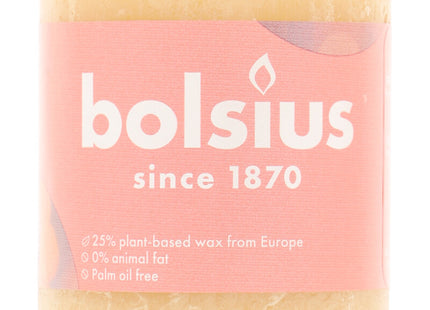 bolsius
since 1870
25% plant-based wax from Europe
0% animal fat
Palm oil free